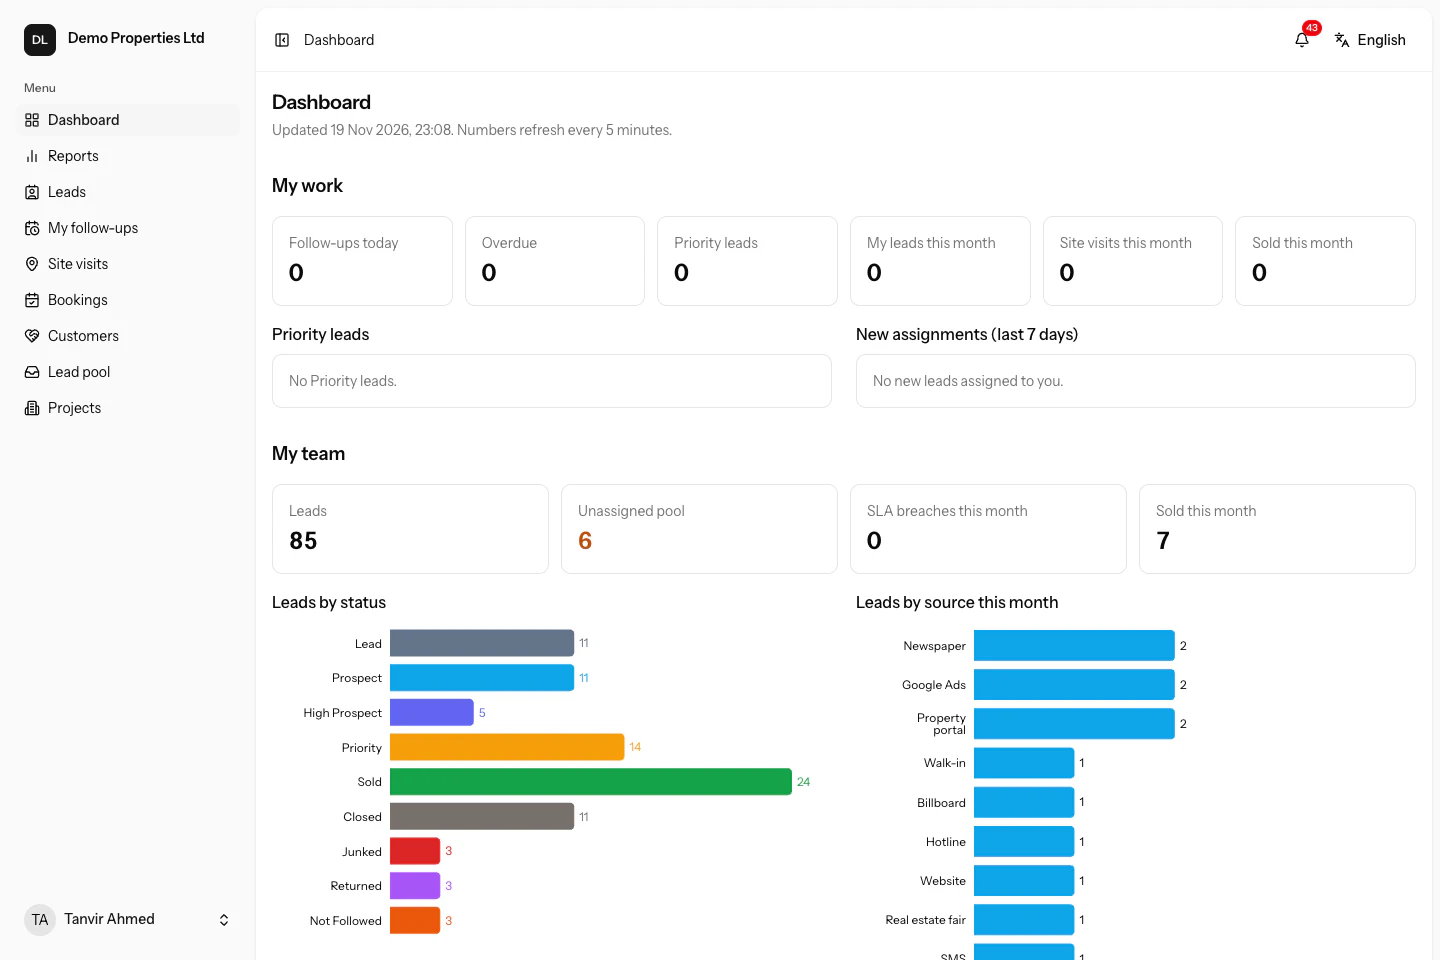 DL
Demo Properties Ltd
Menu
Dashboard
Reports
Leads
My follow-ups
Site visits
Bookings
Customers
Lead pool
Projects
TA
Tanvir Ahmed
Dashboard
43
English
Dashboard
Updated 19 Nov 2026, 23:08. Numbers refresh every 5 minutes.
My work
Follow-ups today
0
Overdue
0
Priority leads
0
My leads this month
0
Site visits this month
0
Sold this month
0
Priority leads
No Priority leads.
New assignments (last 7 days)
No new leads assigned to you.
My team
Leads
85
Unassigned pool
6
SLA breaches this month
0
Sold this month
7
Leads by status
Lead 11
Prospect 11
High Prospect 5
Priority 14
Sold 24
Closed 11
Junked 3
Returned 3
Not Followed 3
Leads by source this month
Newspaper 2
Google Ads 2
Property
portal 2
Walk-in 1
Billboard 1
Hotline 1
Website 1
Real estate fair 1
SMS 1